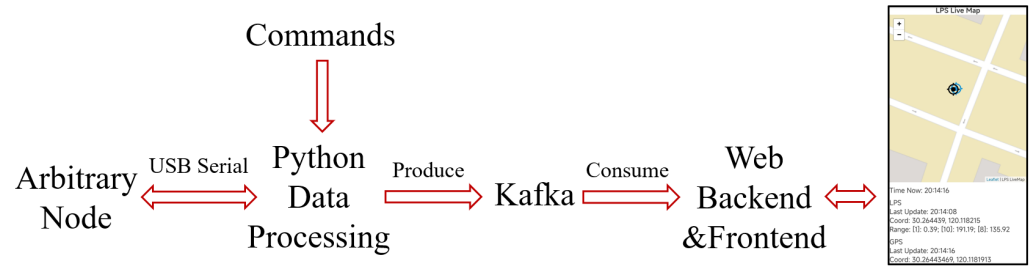 Commands
Arbitrary
Node
USB Serial
Python
Data
Processing
Produce
Kafka
Consume
Web
Backend
&Frontend
LPS Live Map
+
−
Leaflet | LPS LiveMap
Time Now: 20:14:16
LPS
Last Update: 20:14:08
Coord: 30.264439, 120.118215
Range: [1]: 0.39; [10]: 191.19; [8]: 135.92
GPS
Last Update: 20:14:16
Coord: 30.26443469, 120.1181913